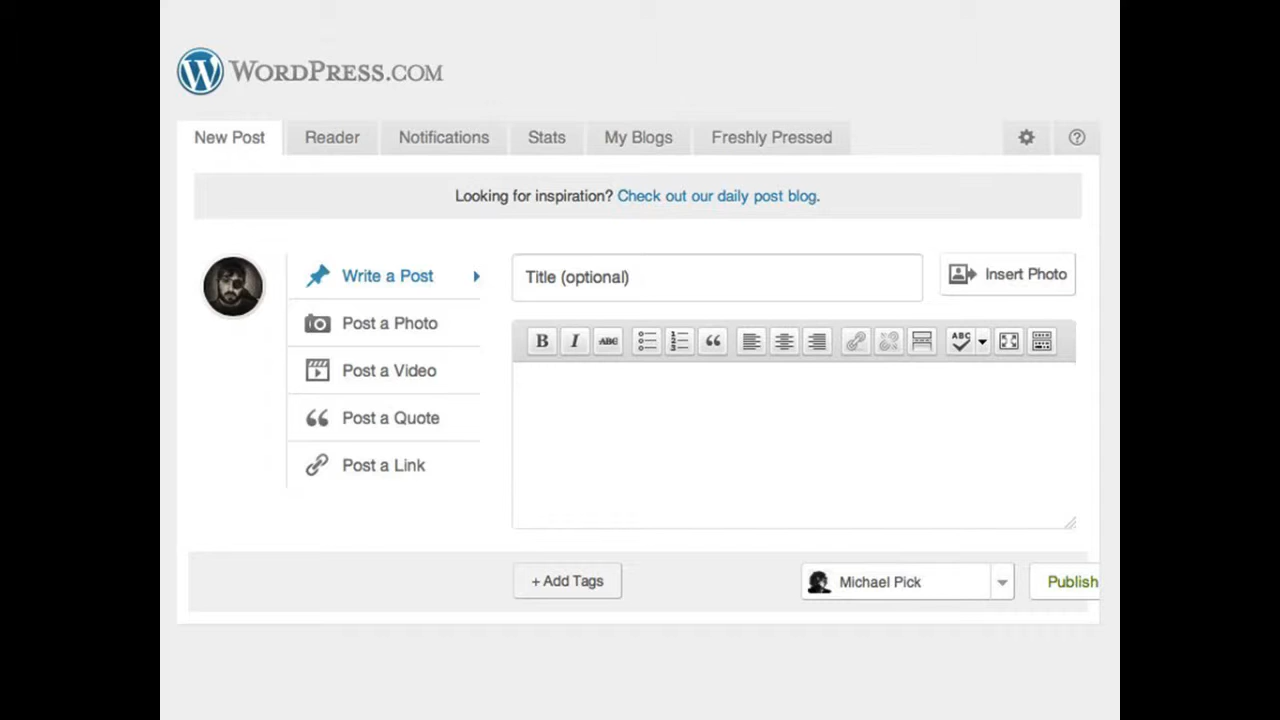 WORDPRESS.COM
New Post Reader Notifications Stats My Blogs Freshly Pressed
Looking for inspiration? Check out our daily post blog.
Write a Post
Title (optional)
Insert Photo
Post a Photo
B I ABC ABC
Post a Video
Post a Quote
Post a Link
+ Add Tags
Michael Pick
Publish